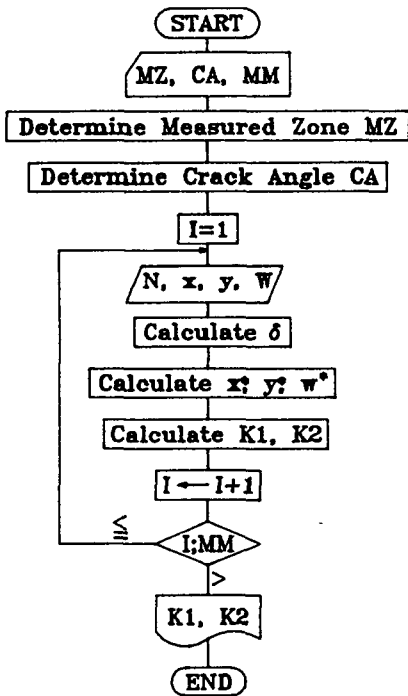 START
MZ, CA, MM
Determine Measured Zone MZ
Determine Crack Angle CA
I=1
N, x, y, W
Calculate δ
Calculate x*, y*, w*
Calculate K1, K2
I ← I+1
≤
I;MM
>
K1, K2
END